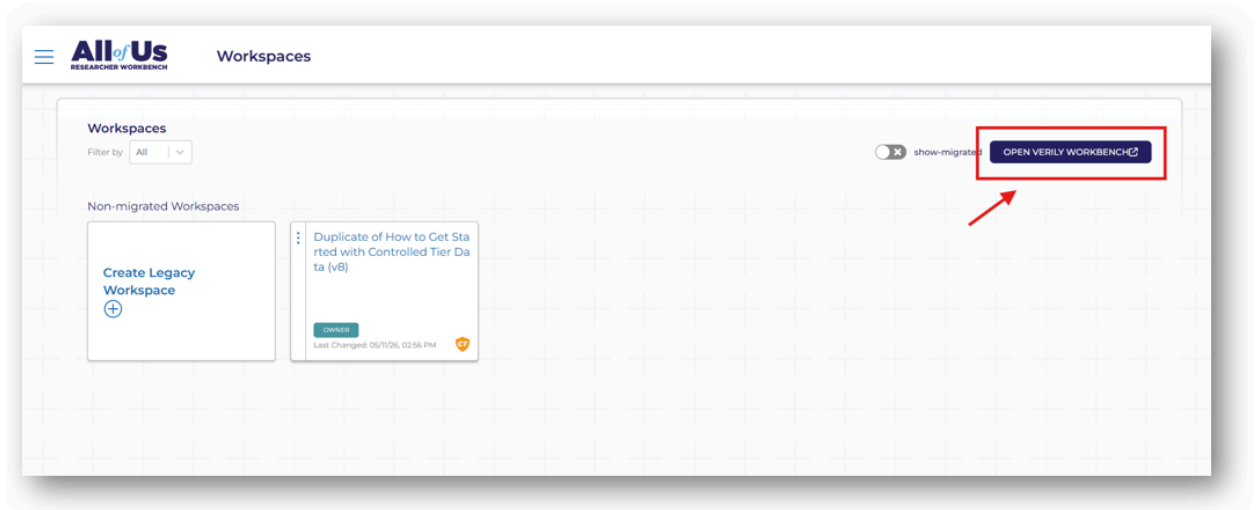 All of Us
RESEARCHER WORKBENCH
Workspaces
Workspaces
Filter by All
show-migrated
OPEN VERILY WORKBENCH
Non-migrated Workspaces
Create Legacy
Workspace
Duplicate of How to Get Sta
rted with Controlled Tier Da
ta (v8)
OWNER
Last Changed: 05/11/26, 02:56 PM
CT